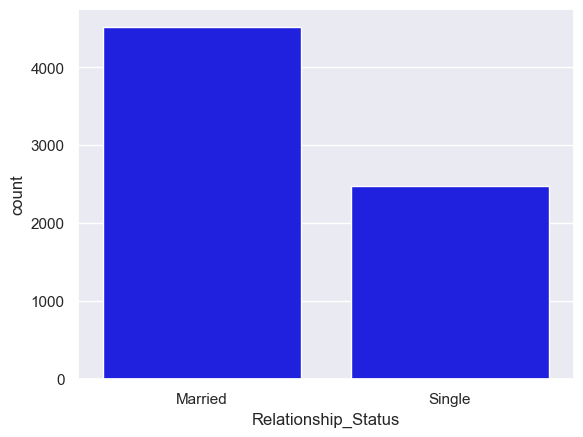 4000
3000
2000
1000
0
count
Married
Single
Relationship_Status